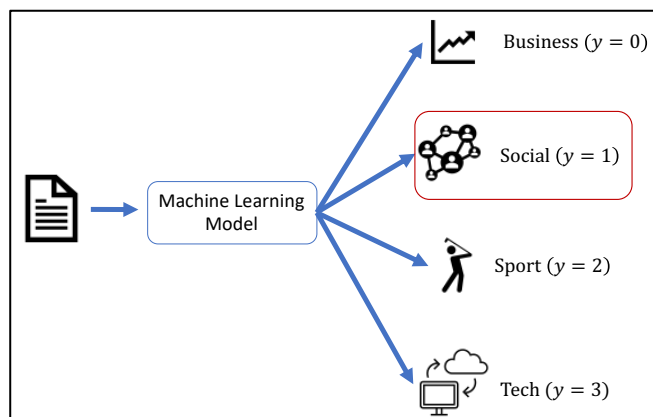 Business (y = 0)
Social (y = 1)
Machine Learning
Model
Sport (y = 2)
Tech (y = 3)